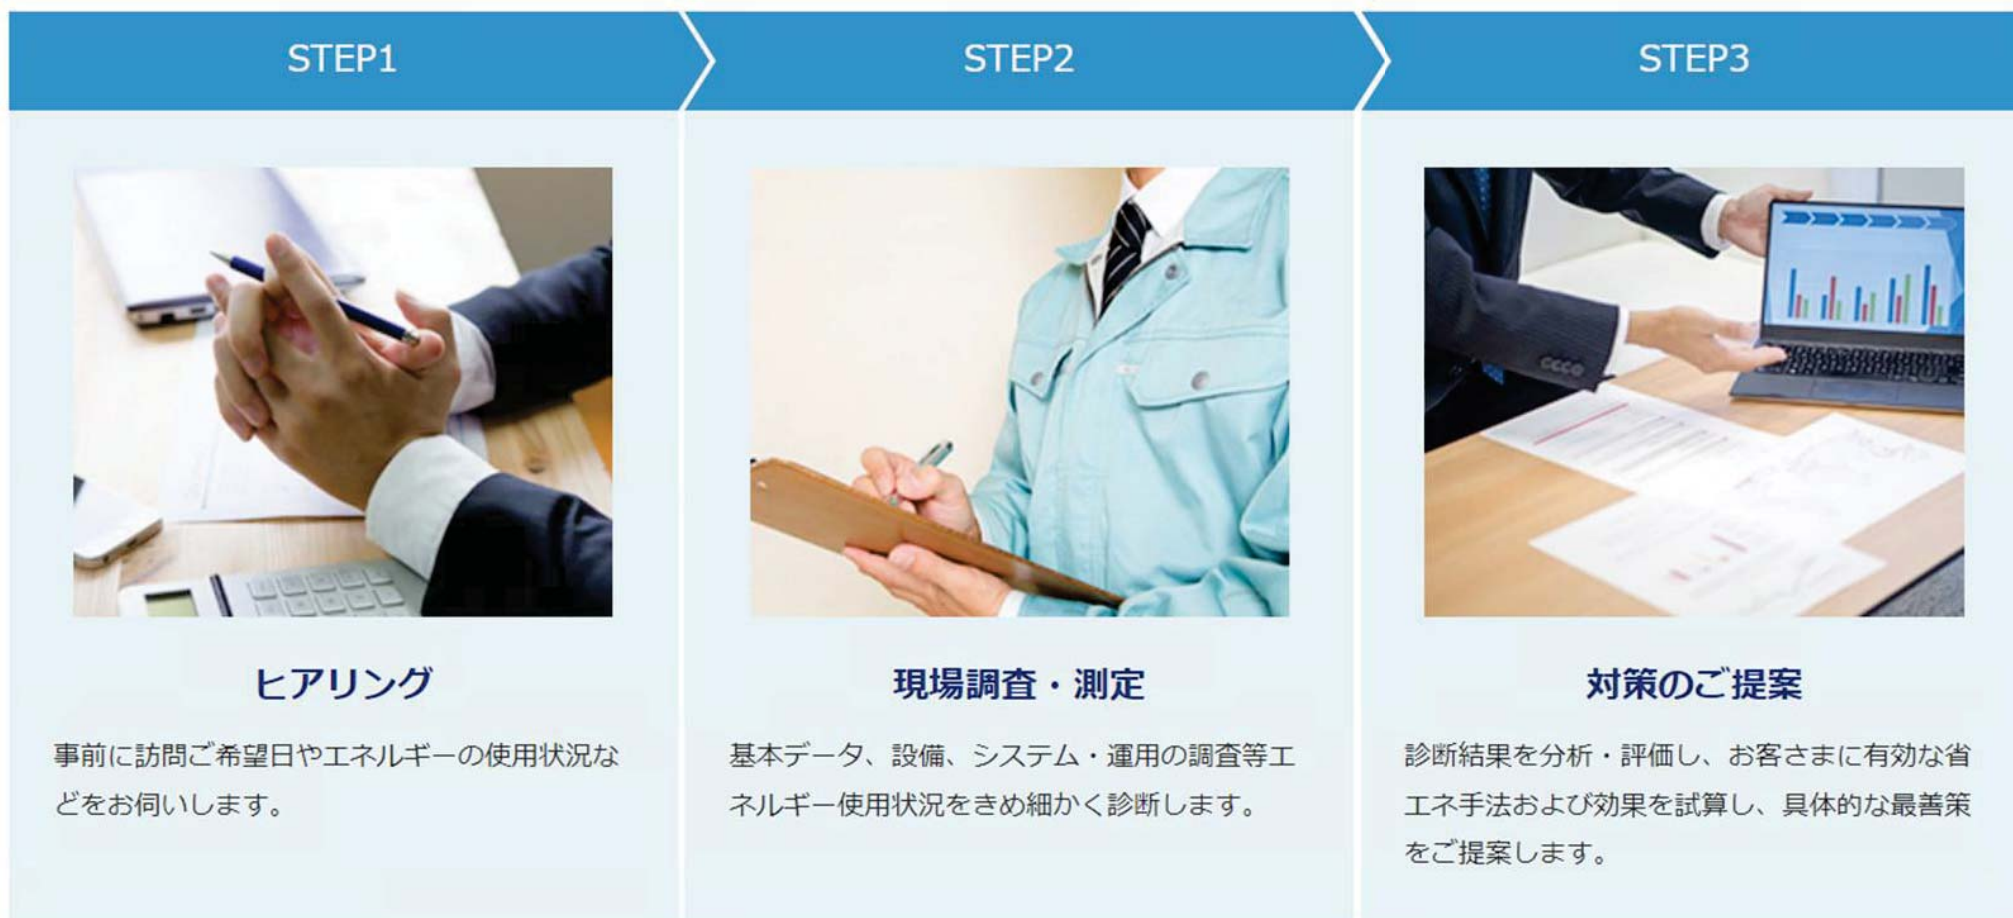 STEP1
STEP2
STEP3
ヒアリング
事前に訪問ご希望日やエネルギーの使用状況な
どをお伺いします。
現場調査・測定
基本データ、設備、システム・運用の調査等エ
ネルギー使用状況をきめ細かく診断します。
対策のご提案
診断結果を分析・評価し、お客さまに有効な省
エネ手法および効果を試算し、具体的な最善策
をご提案します。